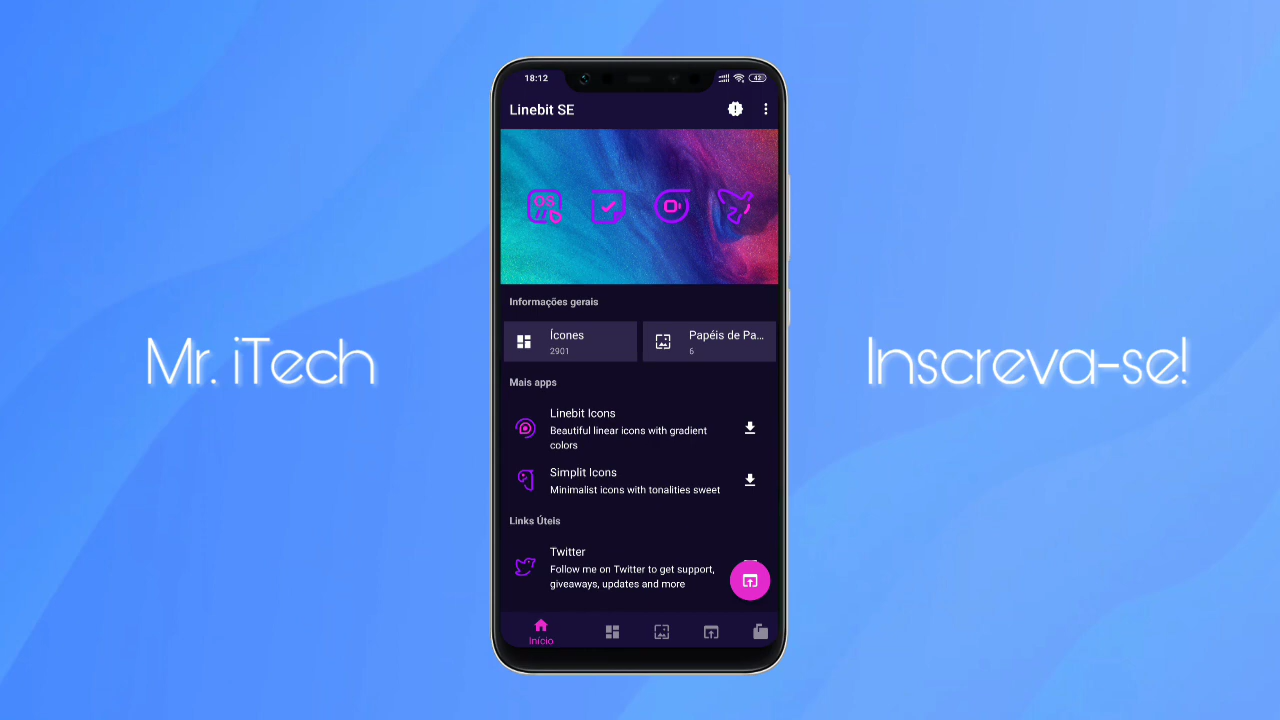 18:12
42
Linebit SE
OS
Informações gerais
Ícones
2901
Papéis de Pa...
6
Mais apps
Linebit Icons
Beautiful linear icons with gradient
colors
Simplit Icons
Minimalist icons with tonalities sweet
Links Úteis
Twitter
Follow me on Twitter to get support,
giveaways, updates and more
Início
Mr. iTech
Inscreva-se!